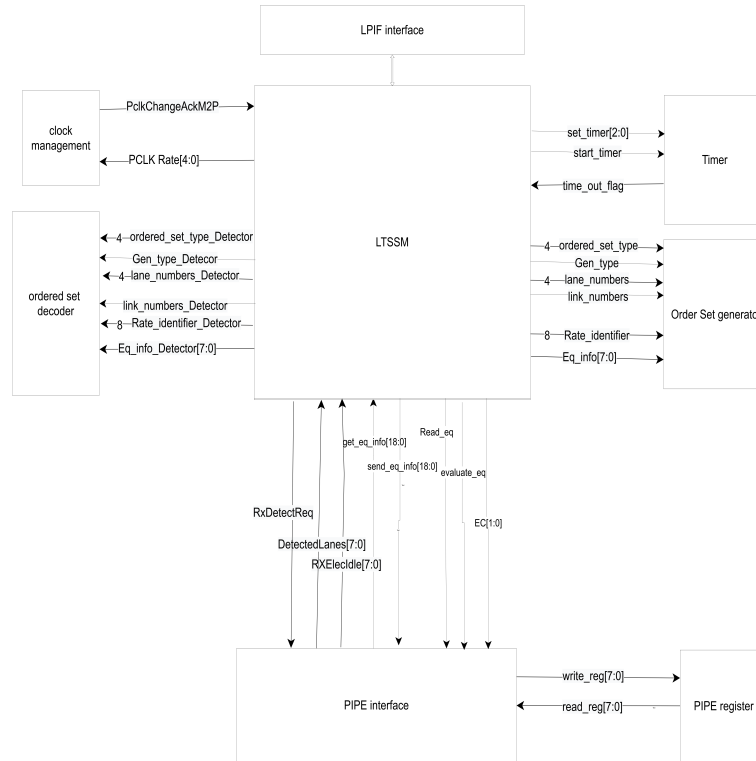 LPIF interface
PclkChangeAckM2P
clock
management
PCLK Rate[4:0]
LTSSM
set_timer[2:0]
start_timer
time_out_flag
Timer
4 ordered_set_type_Detector
Gen_type_Detecor
4 lane_numbers_Detector
link_numbers_Detector
8 Rate_identifier_Detector
Eq_info_Detector[7:0]
ordered set
decoder
4 ordered_set_type
Gen_type
4 lane_numbers
link_numbers
8 Rate_identifier
Eq_info[7:0]
Order Set generato
Read_eq
get_eq_info[18:0]
send_eq_info[18:0]
evaluate_eq
RxDetectReq
EC[1:0]
DetectedLanes[7:0]
RXElecIdle[7:0]
PIPE interface
write_reg[7:0]
read_reg[7:0]
PIPE register